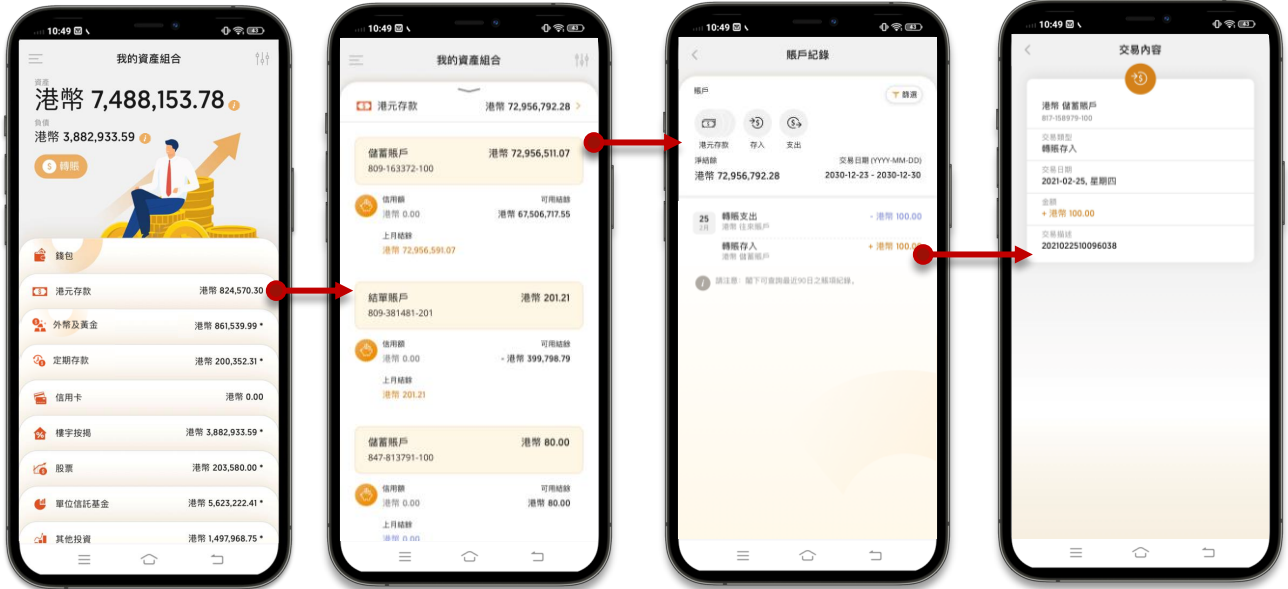 10:49
我的資產組合
資產
港幣 7,488,153.78
負債
港幣 3,882,933.59
轉賬
錢包
港元存款 港幣 824,570.30
外幣及黃金 港幣 861,539.99 *
定期存款 港幣 200,352.31 *
信用卡 港幣 0.00
樓宇按揭 港幣 3,882,933.59 *
股票 港幣 203,580.00 *
單位信託基金 港幣 5,623,222.41 *
其他投資 港幣 1,497,968.75 *
10:49
我的資產組合
港元存款 港幣 72,956,792.28
儲蓄賬戶 港幣 72,956,511.07
809-163372-100
信用額 可用結餘
港幣 0.00 港幣 67,506,717.55
上月結餘
港幣 72,956,591.07
結單賬戶 港幣 201.21
809-381481-201
信用額 可用結餘
港幣 0.00 - 港幣 399,798.79
上月結餘
港幣 201.21
儲蓄賬戶 港幣 80.00
847-813791-100
信用額 可用結餘
港幣 0.00 港幣 80.00
上月結餘
港幣 0.00
10:49
賬戶紀錄
賬戶 篩選
港元存款 存入 支出
淨結餘 交易日期 (YYYY-MM-DD)
港幣 72,956,792.28 2030-12-23 - 2030-12-30
25 轉賬支出 - 港幣 100.00
2月 港幣 往來賬戶
轉賬存入 + 港幣 100.00
港幣 儲蓄賬戶
請注意: 閣下可查詢最近90日之賬項紀錄。
10:49
交易內容
港幣 儲蓄賬戶
817-158979-100
交易類型
轉賬存入
交易日期
2021-02-25, 星期四
金額
+ 港幣 100.00
交易描述
2021022510096038